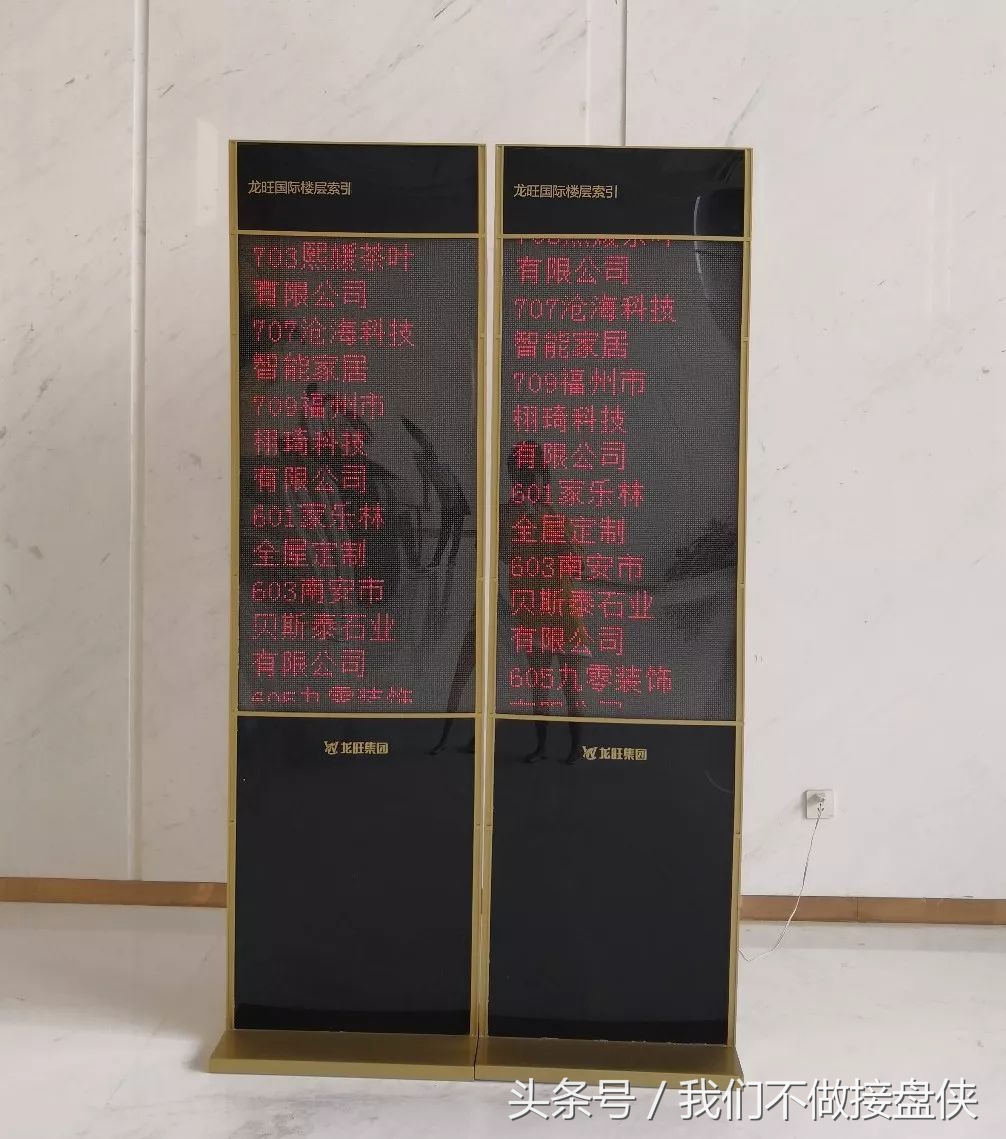 龙旺国际楼层索引
703熙媛茶叶
有限公司
707沧海科技
智能家居
709福州市
栩琦科技
有限公司
601家乐林
全屋定制
603南安市
贝斯泰石业
有限公司
605九零装饰
龙旺集团
龙旺国际楼层索引
有限公司
707沧海科技
智能家居
709福州市
栩琦科技
有限公司
601家乐林
全屋定制
603南安市
贝斯泰石业
有限公司
605九零装饰
龙旺集团
头条号 / 我们不做接盘侠